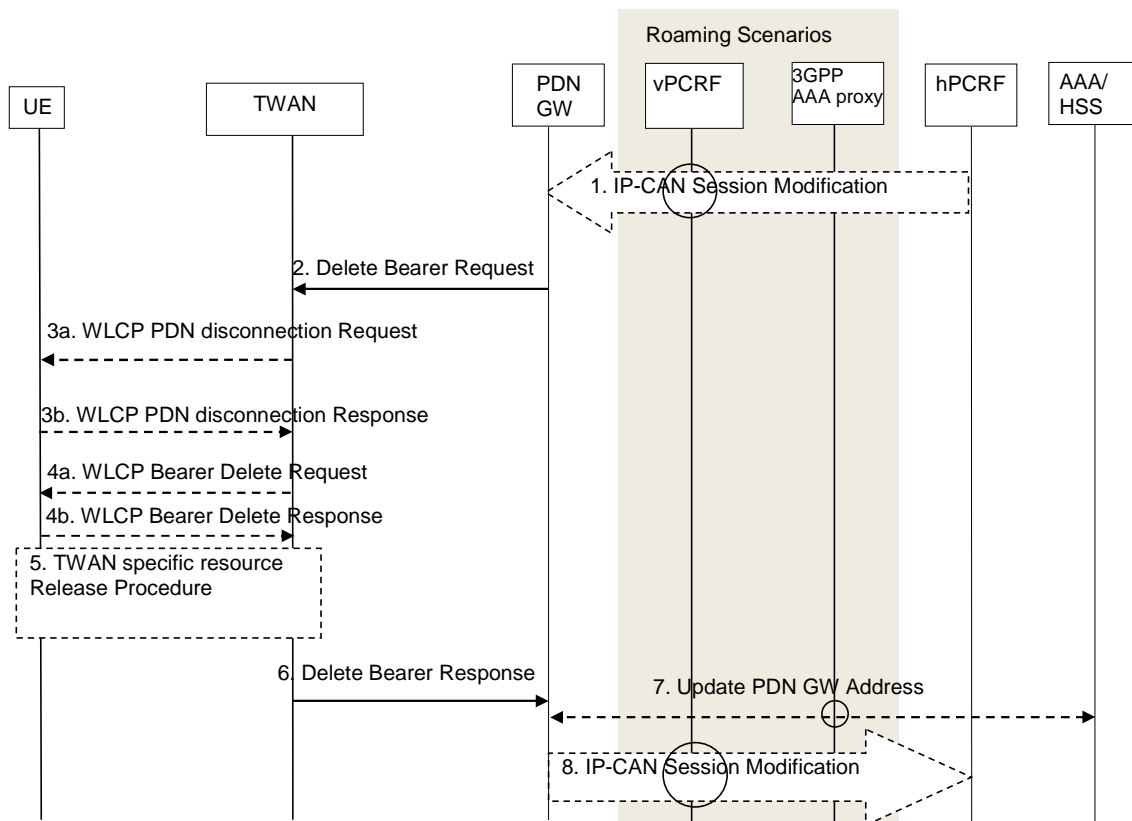 Roaming Scenarios
UE
TWAN
PDN
GW
vPCRF
3GPP
AAA proxy
hPCRF
AAA/
HSS
1. IP-CAN Session Modification
2. Delete Bearer Request
3a. WLCP PDN disconnection Request
3b. WLCP PDN disconnection Response
4a. WLCP Bearer Delete Request
4b. WLCP Bearer Delete Response
5. TWAN specific resource
Release Procedure
6. Delete Bearer Response
7. Update PDN GW Address
8. IP-CAN Session Modification